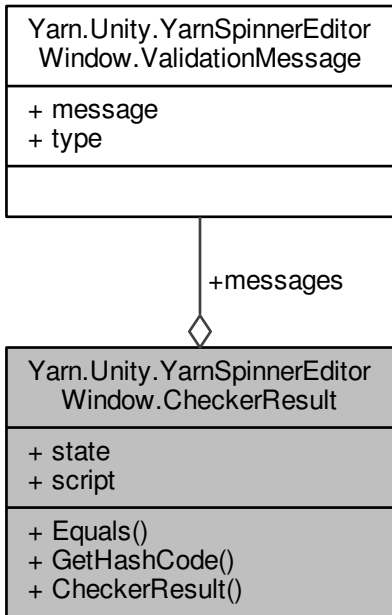 Yarn.Unity.YarnSpinnerEditor
Window.ValidationMessage
+ message
+ type
+messages
Yarn.Unity.YarnSpinnerEditor
Window.CheckerResult
+ state
+ script
+ Equals()
+ GetHashCode()
+ CheckerResult()